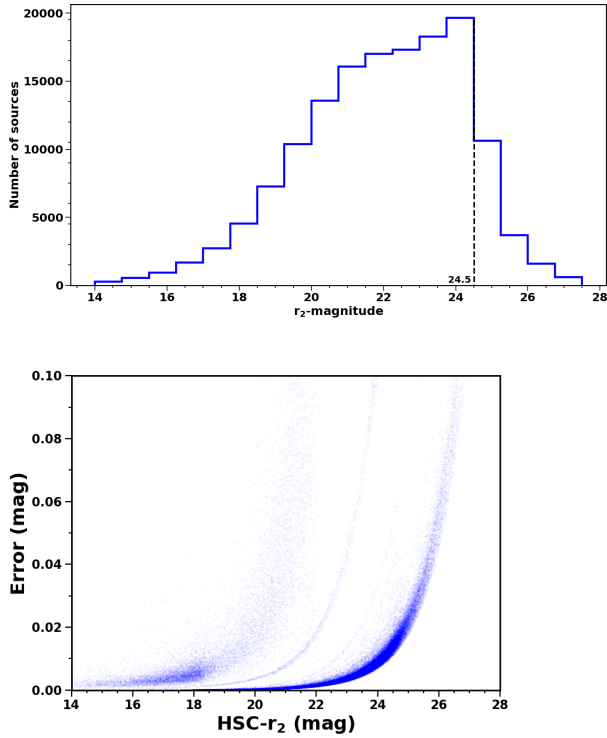 20000
15000
10000
5000
0
Number of sources
24.5
14 16 18 20 22 24 26 28
r₂-magnitude
0.10
0.08
0.06
0.04
0.02
0.00
Error (mag)
14 16 18 20 22 24 26 28
HSC-r₂ (mag)